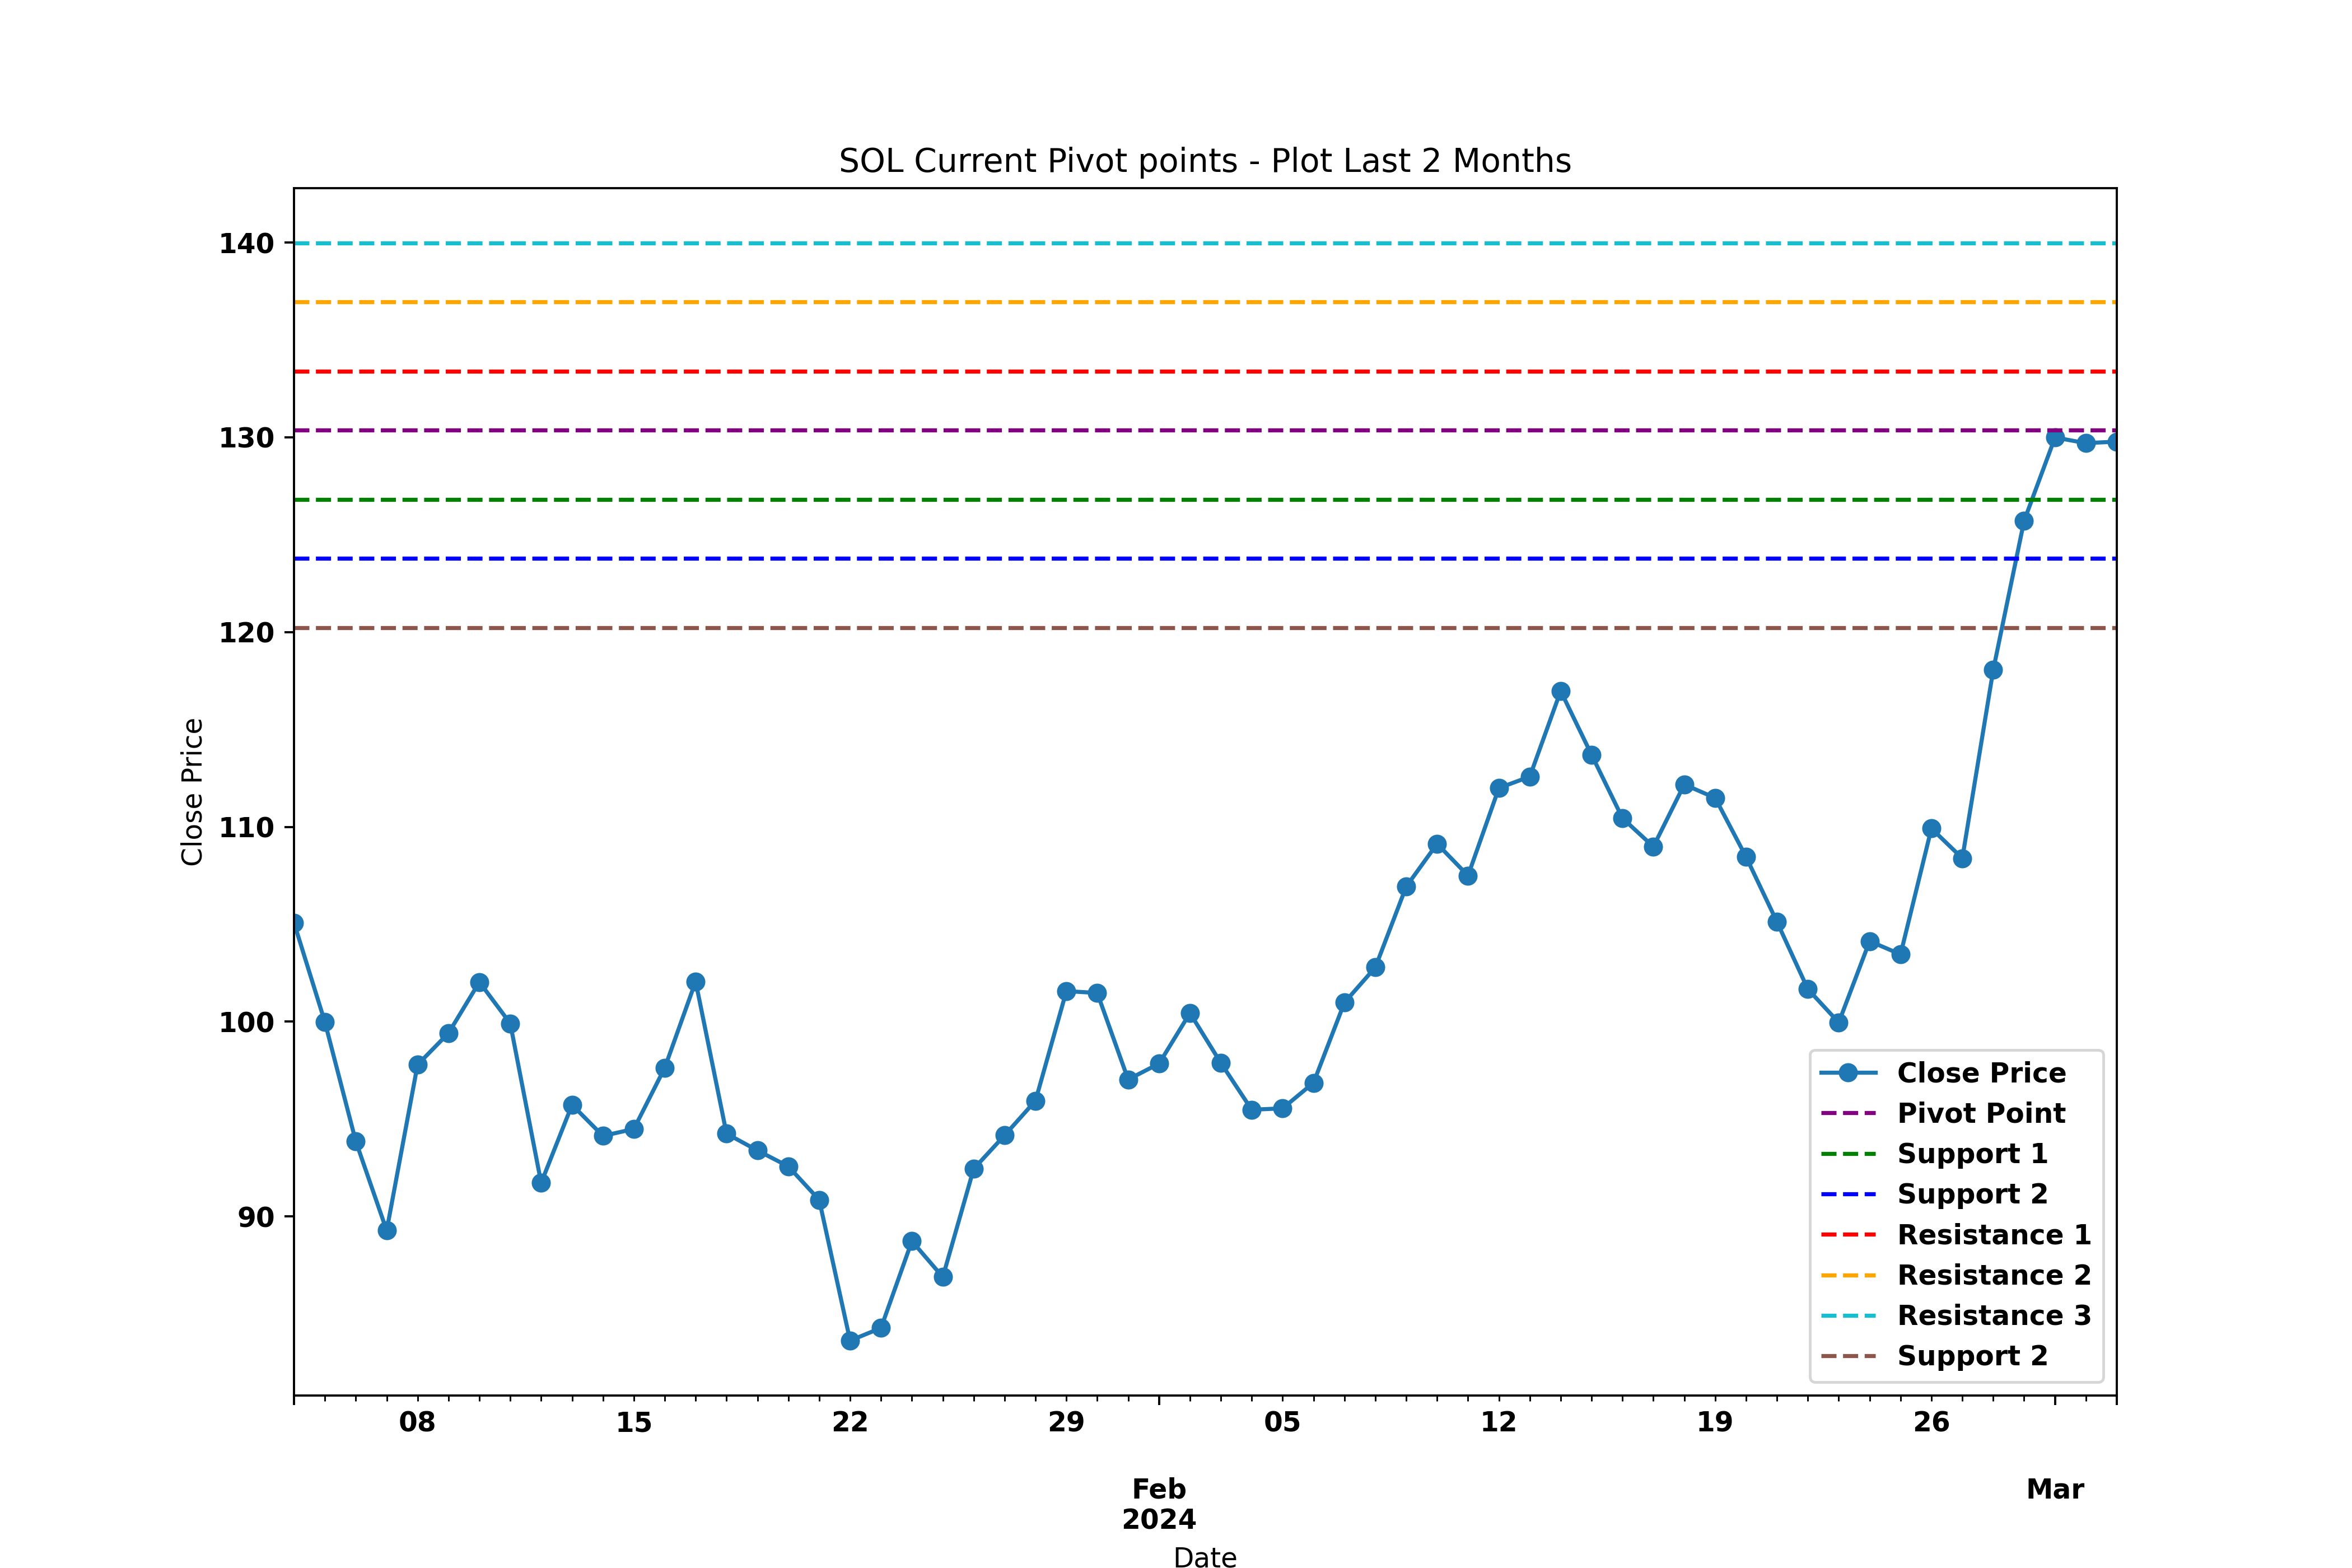 SOL Current Pivot points - Plot Last 2 Months
140
130
120
110
100
90
Close Price
Close Price
Pivot Point
Support 1
Support 2
Resistance 1
Resistance 2
Resistance 3
Support 2
08 15 22 29 05 12 19 26
Feb Mar
2024
Date